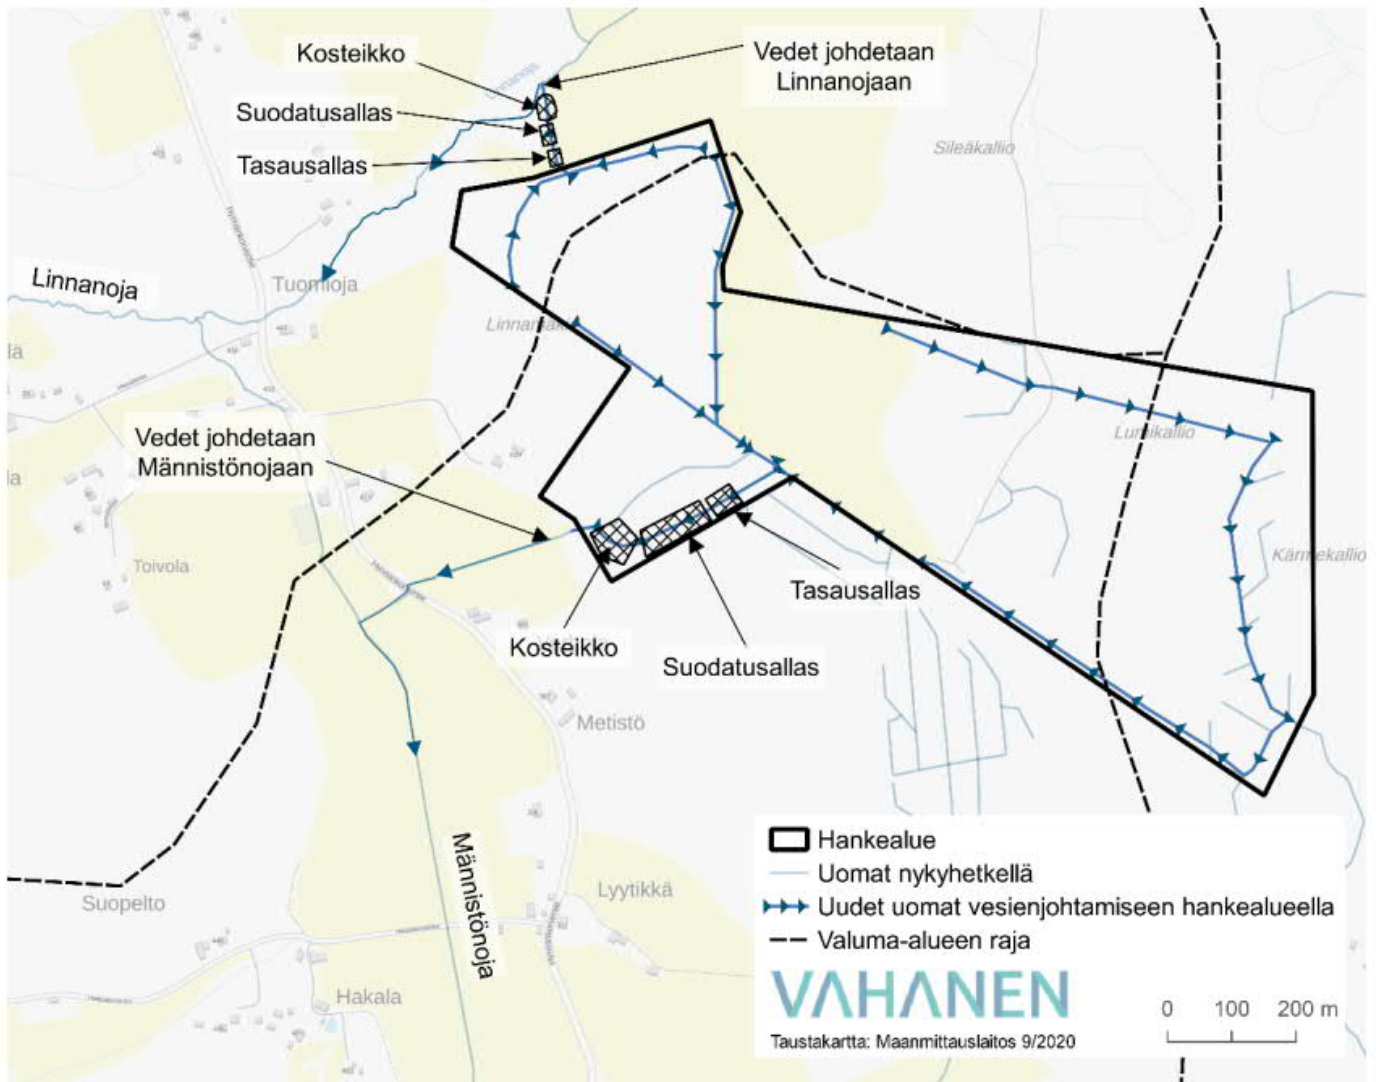 Kosteikko
Vedet johdetaan
Linnanojaan
Suodatusallas
Tasausallas
Sileäkallio
Linnanoja
Tuomioja
Vedet johdetaan
Männistönojaan
Lumikallio
Toivola
Tasausallas
Kosteikko
Suodatusallas
Metistö
Männistönoja
Suopelto
Lyytikkä
Hakala
Hankealue
Uomat nykyhetkellä
Uudet uomat vesienjohtamiseen hankealueella
Valuma-alueen raja
VAHANEN
0 100 200 m
Taustakartta: Maanmittauslaitos 9/2020